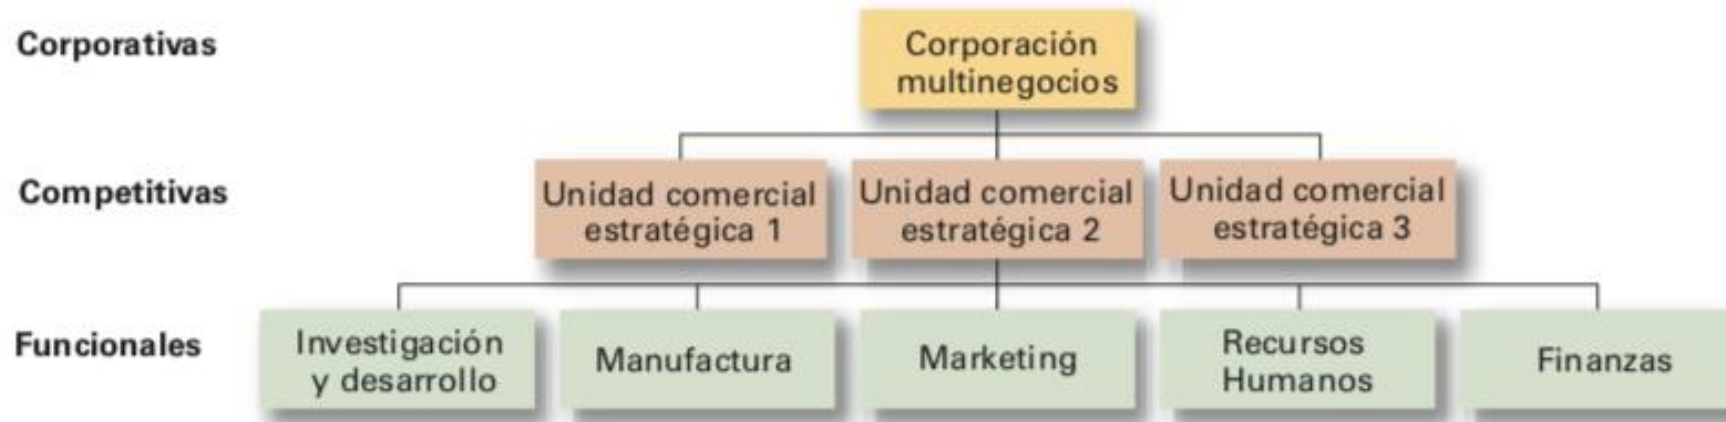 Corporativas
Corporación
multinegocios
Competitivas
Unidad comercial
estratégica 1
Unidad comercial
estratégica 2
Unidad comercial
estratégica 3
Funcionales
Investigación
y desarrollo
Manufactura
Marketing
Recursos
Humanos
Finanzas